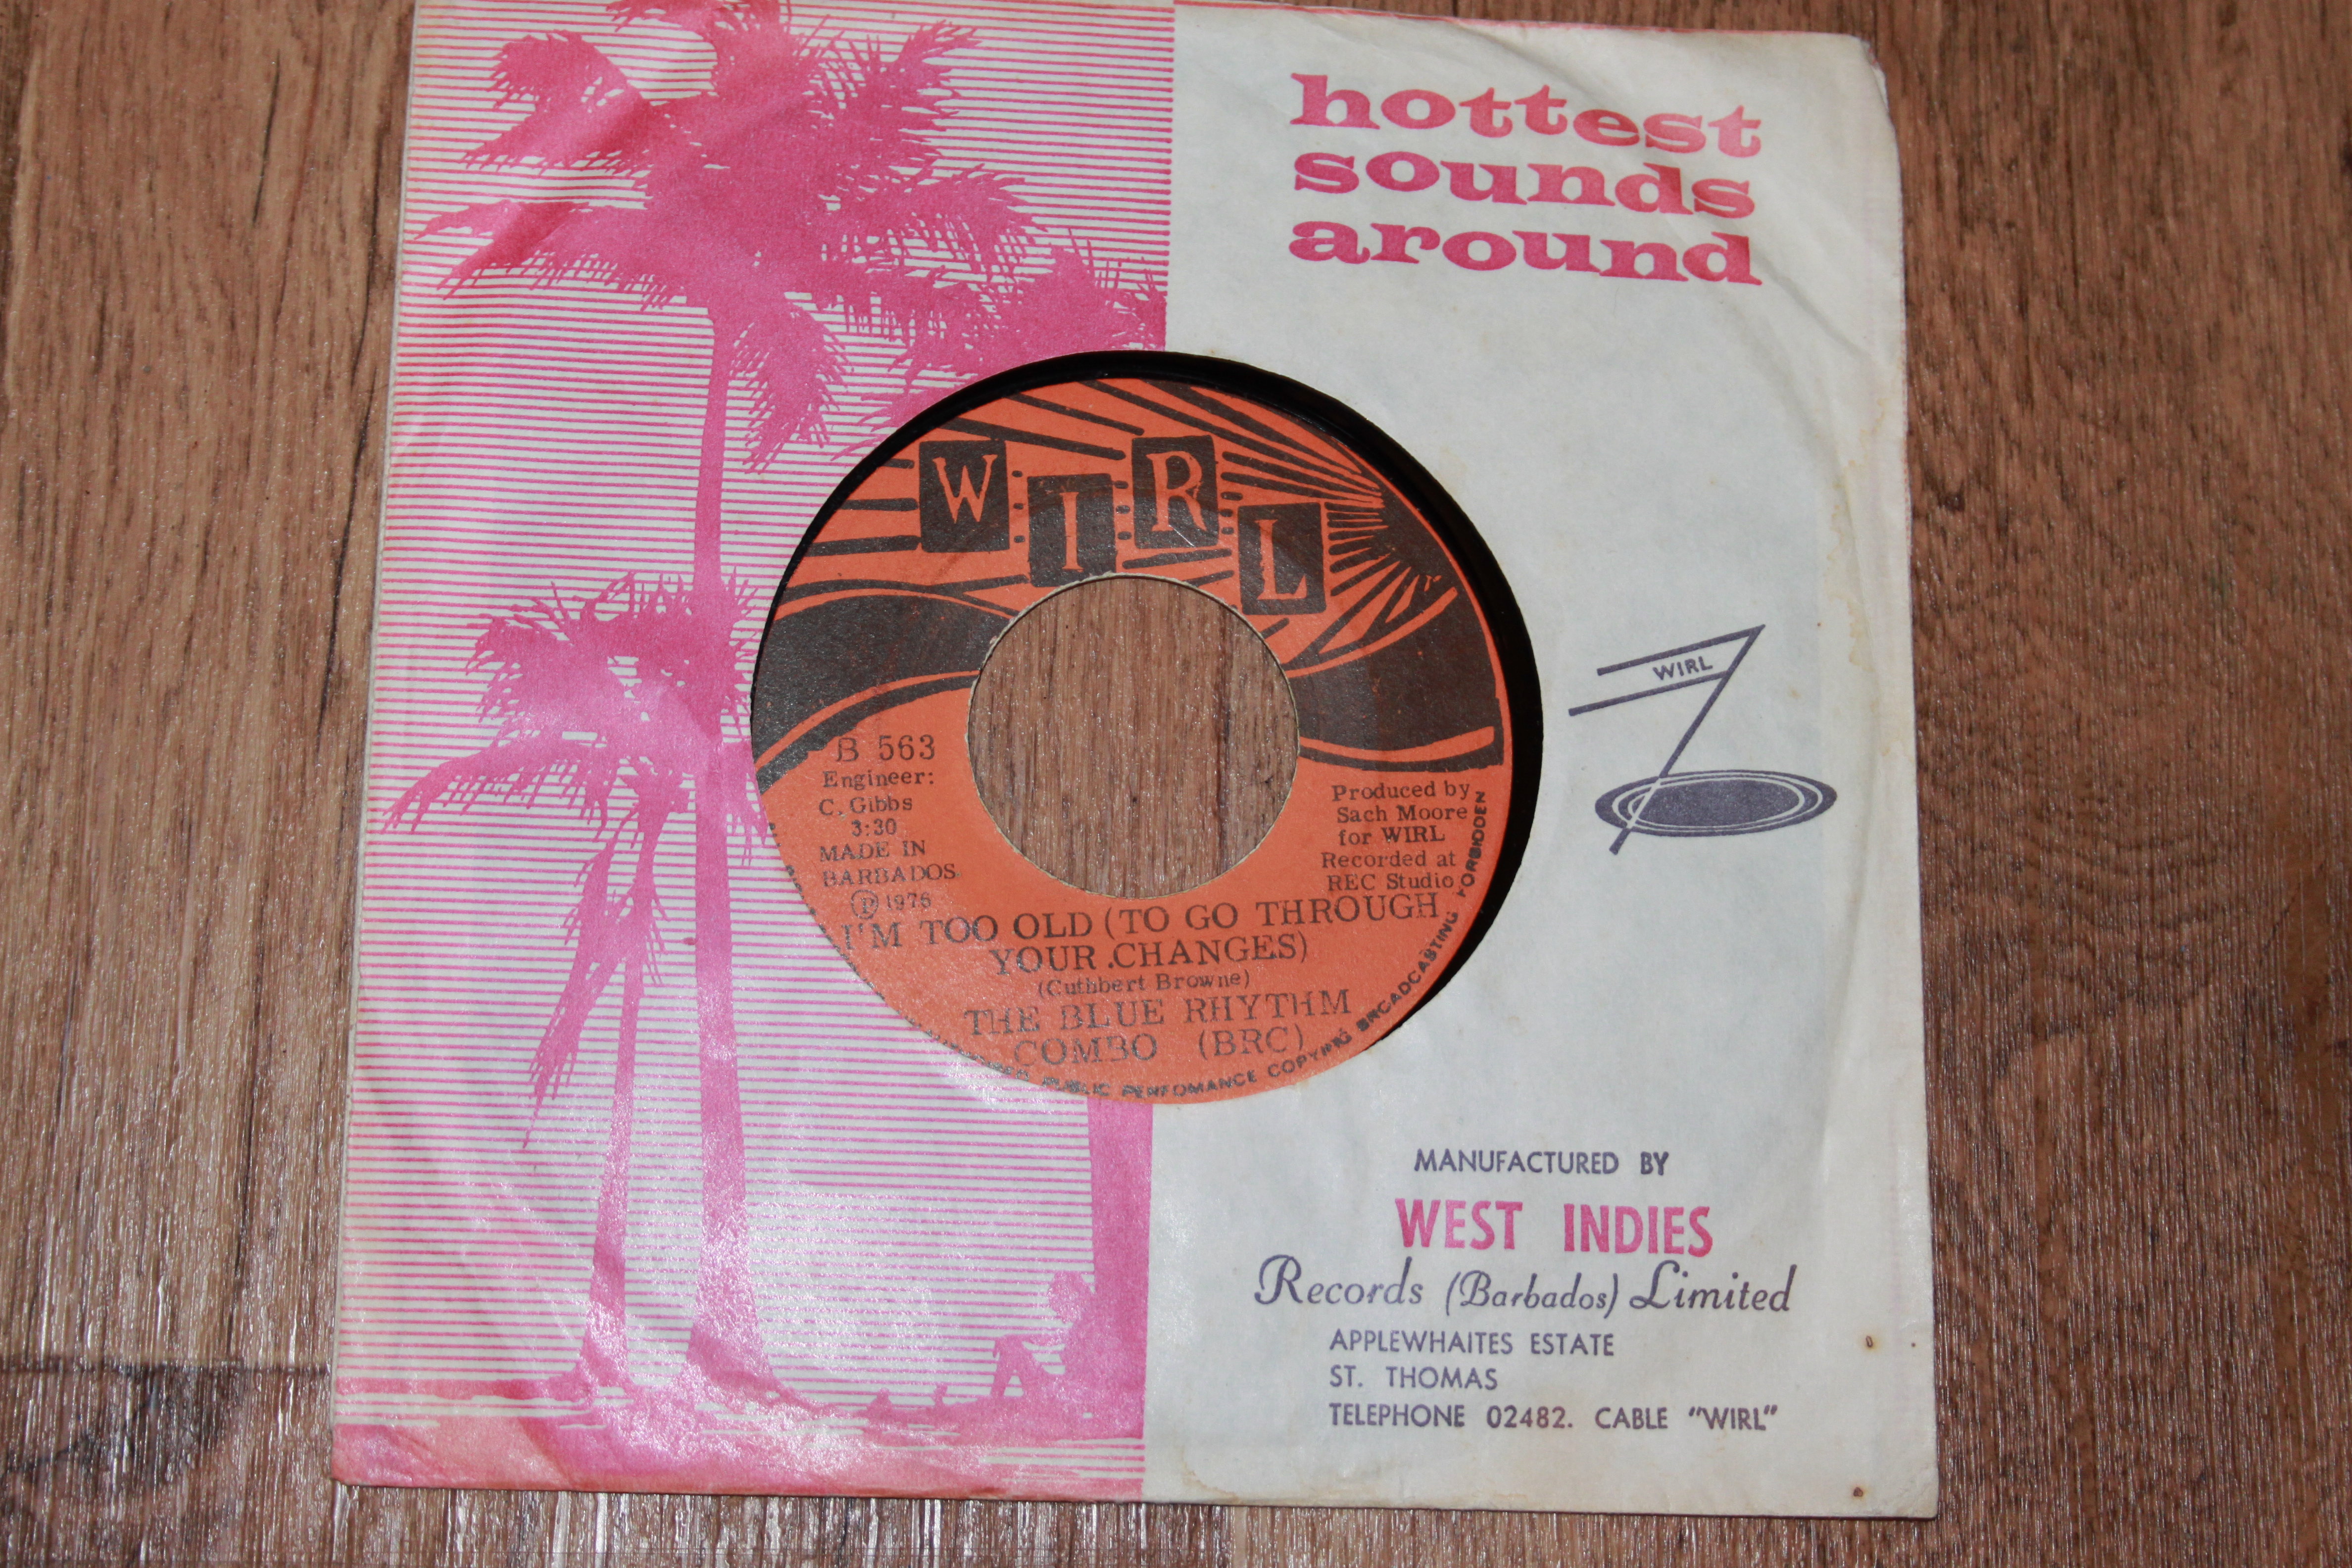 hottest
sounds
around
WIRL
WIRL
B 563
Engineer:
C. Gibbs
3:30
MADE IN
BARBADOS
Ⓟ 1976
Produced by
Sach Moore
for WIRL
Recorded at
REC Studio
I'M TOO OLD (TO GO THROUGH
YOUR .CHANGES)
(Cuthbert Browne)
THE BLUE RHYTHM
COMBO (BRC)
PUBLIC PERFOMANCE COPYING BROADCASTING FORBIDDEN
MANUFACTURED BY
WEST INDIES
Records (Barbados) Limited
APPLEWHAITES ESTATE
ST. THOMAS
TELEPHONE 02482. CABLE "WIRL"